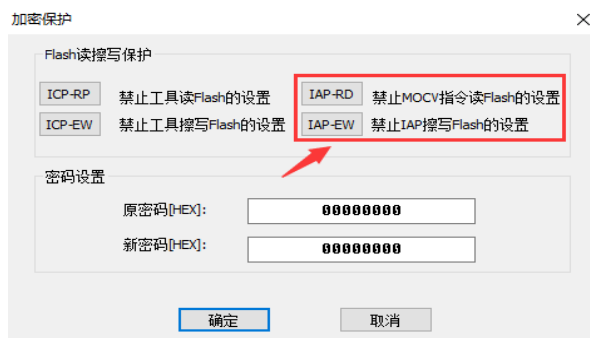 加密保护
Flash读擦写保护
ICP-RP 禁止工具读Flash的设置 IAP-RD 禁止MOCV指令读Flash的设置
ICP-EW 禁止工具擦写Flash的设置 IAP-EW 禁止IAP擦写Flash的设置
密码设置
原密码[HEX]: 00000000
新密码[HEX]: 00000000
确定 取消